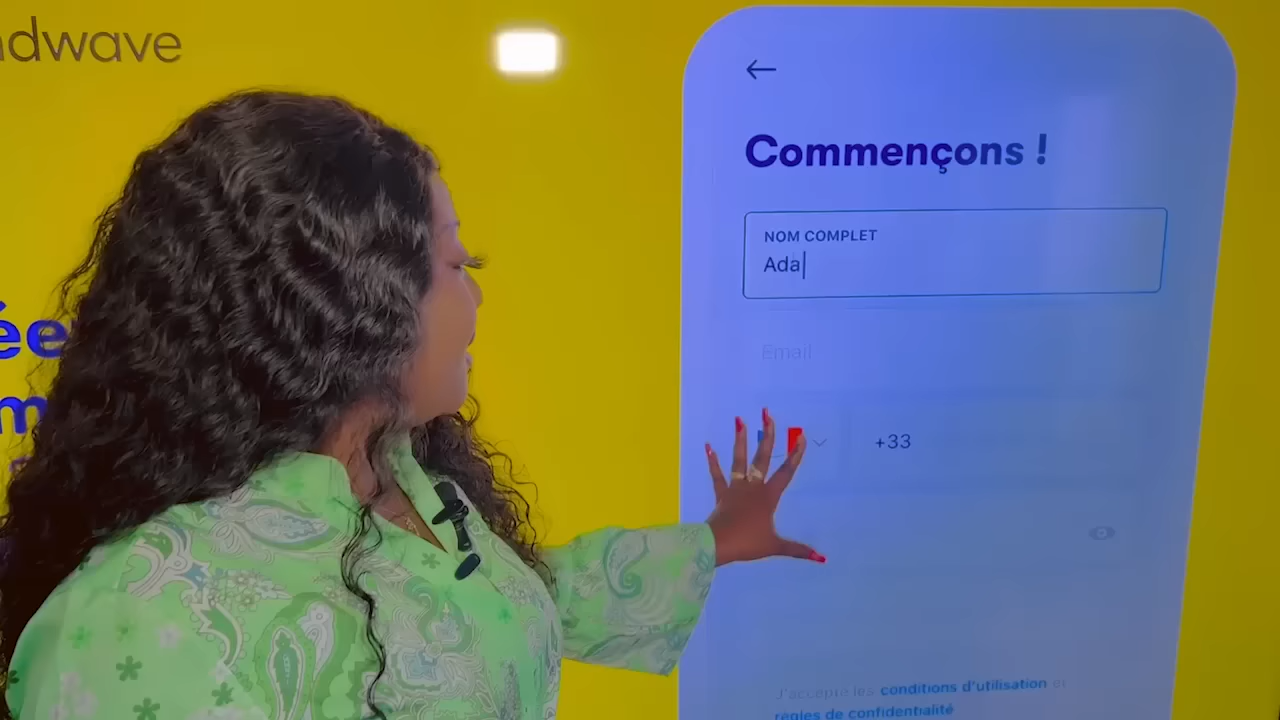 dwave
Commençons !
NOM COMPLET
Ada
Email
+33
J'accepte les conditions d'utilisation et
règles de confidentialité